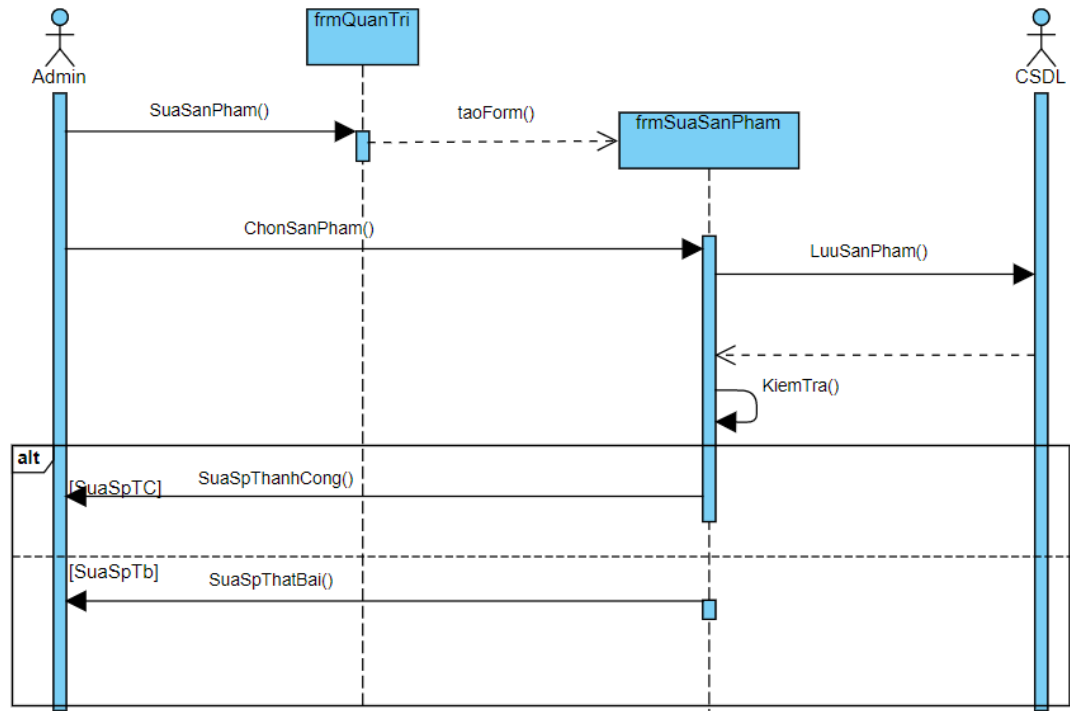 frmQuanTri
Admin
CSDL
SuaSanPham()
taoForm()
frmSuaSanPham
ChonSanPham()
LuuSanPham()
KiemTra()
alt
[SuaSpTC]
SuaSpThanhCong()
[SuaSpTb]
SuaSpThatBai()